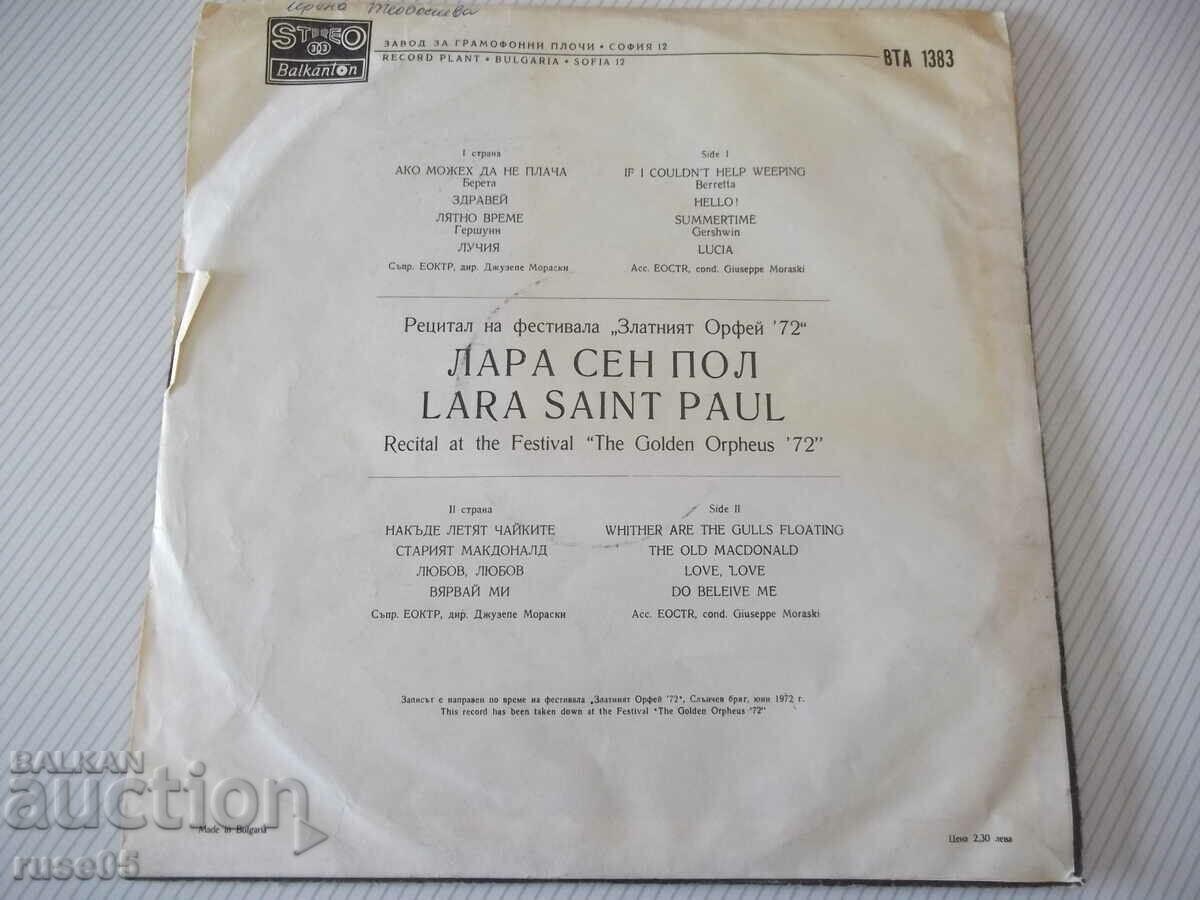 STEREO
33
Balkanton
ЗАВОД ЗА ГРАМОФОННИ ПЛОЧИ • СОФИЯ 12
RECORD PLANT • BULGARIA • SOFIA 12
ВТА 1383
I страна
АКО МОЖЕХ ДА НЕ ПЛАЧА
Берета
ЗДРАВЕЙ
ЛЯТНО ВРЕМЕ
Гершуин
ЛУЧИЯ
Съпр. ЕОКТР, дир. Джузепе Мораски
Side I
IF I COULDN'T HELP WEEPING
Berretta
HELLO!
SUMMERTIME
Gershwin
LUCIA
Acc. EOCTR, cond. Giuseppe Moraski
Рецитал на фестивала „Златният Орфей '72“
ЛАРА СЕН ПОЛ
LARA SAINT PAUL
Recital at the Festival “The Golden Orpheus '72”
II страна
НАКЪДЕ ЛЕТЯТ ЧАЙКИТЕ
СТАРИЯТ МАКДОНАЛД
ЛЮБОВ, ЛЮБОВ
ВЯРВАЙ МИ
Съпр. ЕОКТР, дир. Джузепе Мораски
Side II
WHITHER ARE THE GULLS FLOATING
THE OLD MACDONALD
LOVE, LOVE
DO BELEIVE ME
Acc. EOCTR, cond. Giuseppe Moraski
Записът е направен по време на фестивала „Златният Орфей '72“, Слънчев бряг, юни 1972 г.
This record has been taken down at the Festival “The Golden Orpheus '72”
Made in Bulgaria
Цена 2,30 лева
BALKAN
auction
ruse05